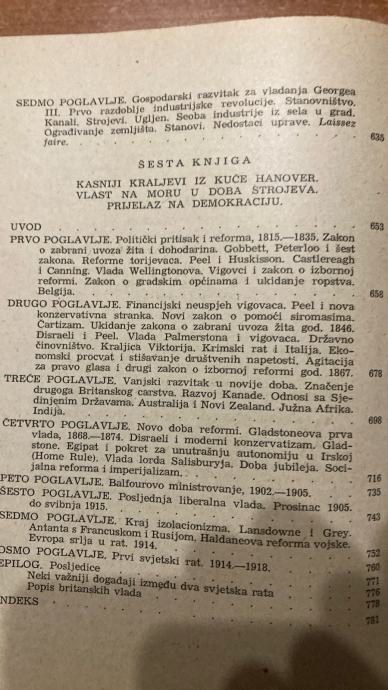 SEDMO POGLAVLJE. Gospodarski razvitak za vladanja Georgea
III. Prvo razdoblje industrijske revolucije. Stanovništvo.
Kanali. Strojevi. Ugljen. Seoba industrije iz sela u grad.
Ograđivanje zemljišta. Stanovi. Nedostaci uprave. Laissez
faire. 635
ŠESTA KNJIGA
KASNIJI KRALJEVI IZ KUĆE HANOVER.
VLAST NA MORU U DOBA STROJEVA.
PRIJELAZ NA DEMOKRACIJU.
UVOD 653
PRVO POGLAVLJE. Politički pritisak i reforma, 1815.—1835. Zakon
o zabrani uvoza žita i dohodarina. Gobbett, Peterloo i šest
zakona. Reforme torijevaca. Peel i Huskisson. Castlereagh
i Canning. Vlada Wellingtonova. Vigovci i zakon o izbornoj
reformi. Zakon o gradskim općinama i ukidanje ropstva.
Belgija. 658
DRUGO POGLAVLJE. Financijski neuspjeh vigovaca. Peel i nova
konzervativna stranka. Novi zakon o pomoći siromasima.
Čartizam. Ukidanje zakona o zabrani uvoza žita god. 1846.
Disraeli i Peel. Vlada Palmerstona i vigovaca. Državno
činovništvo. Kraljica Viktorija. Krimski rat i Italija. Eko-
nomski procvat i stišavanje društvenih napetosti. Agitacija
za pravo glasa i drugi zakon o izbornoj reformi god. 1867. 678
TREĆE POGLAVLJE. Vanjski razvitak u novije doba. Značenje
drugoga Britanskog carstva. Razvoj Kanade. Odnosi sa Sje-
dinjenim Državama. Australija i Novi Zealand. Južna Afrika.
Indija. 698
ČETVRTO POGLAVLJE. Novo doba reformi. Gladstoneova prva
vlada, 1868.—1874. Disraeli i moderni konzervatizam. Glad-
stone. Egipat i pokret za unutrašnju autonomiju u Irskoj
(Home Rule). Vlada lorda Salisburyja. Doba jubileja. Soci-
jalna reforma i imperijalizam. 716
PETO POGLAVLJE. Balfourovo ministrovanje, 1902.—1905. 735
ŠESTO POGLAVLJE. Posljednja liberalna vlada. Prosinac 1905.
do svibnja 1915. 743
SEDMO POGLAVLJE. Kraj izolacionizma. Lansdowne i Grey.
Antanta s Francuskom i Rusijom. Haldaneova reforma vojske.
Evropa srlja u rat. 1914. 752
OSMO POGLAVLJE. Prvi svjetski rat. 1914.—1918. 760
EPILOG. Posljedice 771
Neki važniji događaji između dva svjetska rata 776
Popis britanskih vlada 778
INDEKS 781